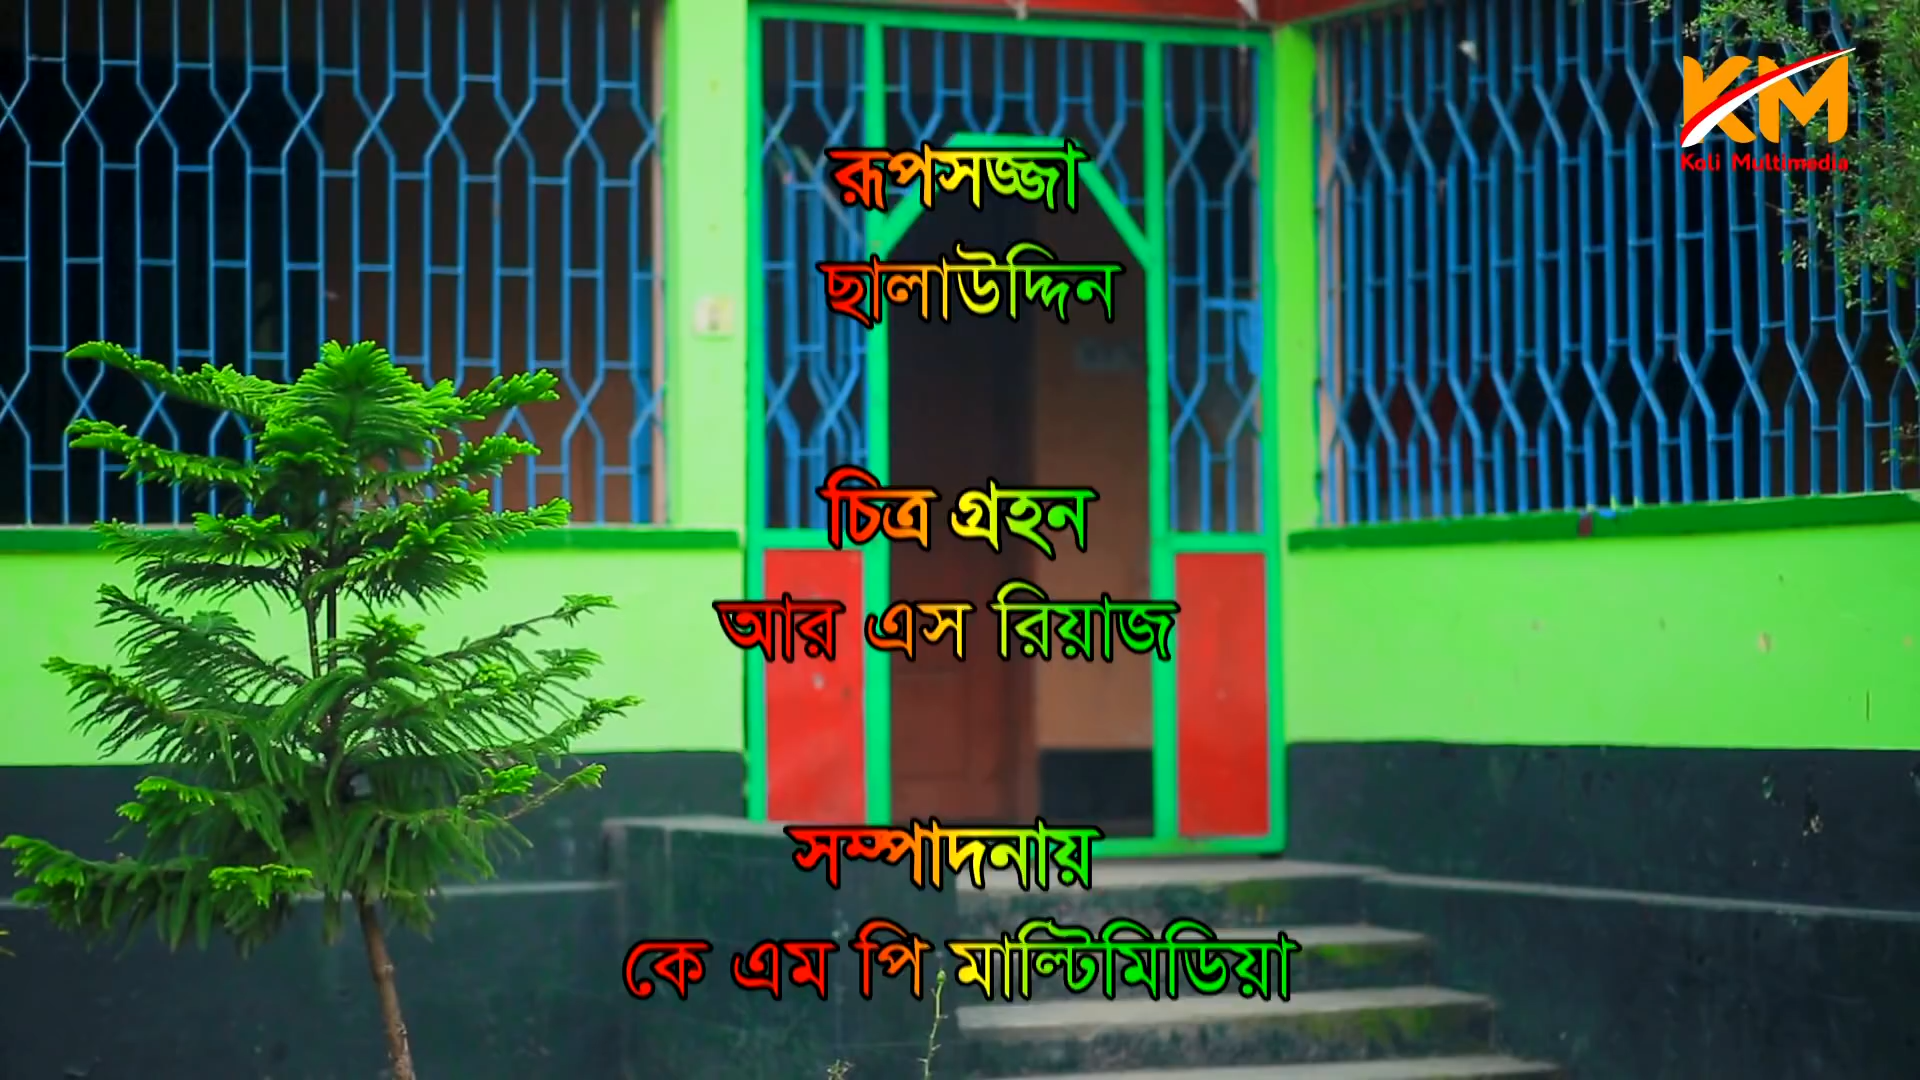 KM
Koli Multimedia
রূপসজ্জা
ছালাউদ্দিন
চিত্র গ্রহন
আর এস রিয়াজ
সম্পাদনায়
কে এম পি মাল্টিমিডিয়া